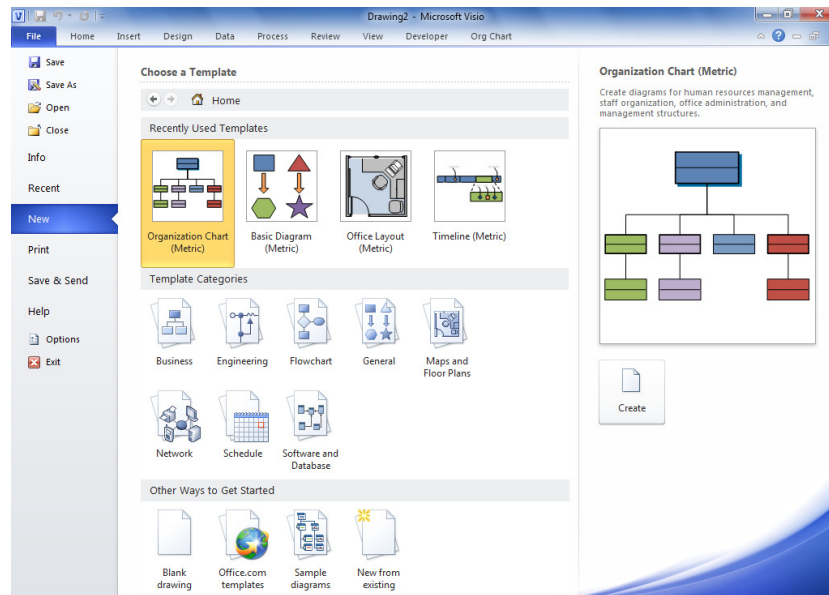 Drawing2 - Microsoft Visio
File Home Insert Design Data Process Review View Developer Org Chart
Save
Save As
Open
Close
Info
Recent
New
Print
Save & Send
Help
Options
Exit
Choose a Template
Home
Recently Used Templates
Organization Chart
(Metric)
Basic Diagram
(Metric)
Office Layout
(Metric)
Timeline (Metric)
Template Categories
Business
Engineering
Flowchart
General
Maps and
Floor Plans
Network
Schedule
Software and
Database
Other Ways to Get Started
Blank
drawing
Office.com
templates
Sample
diagrams
New from
existing
Organization Chart (Metric)
Create diagrams for human resources management,
staff organization, office administration, and
management structures.
Create